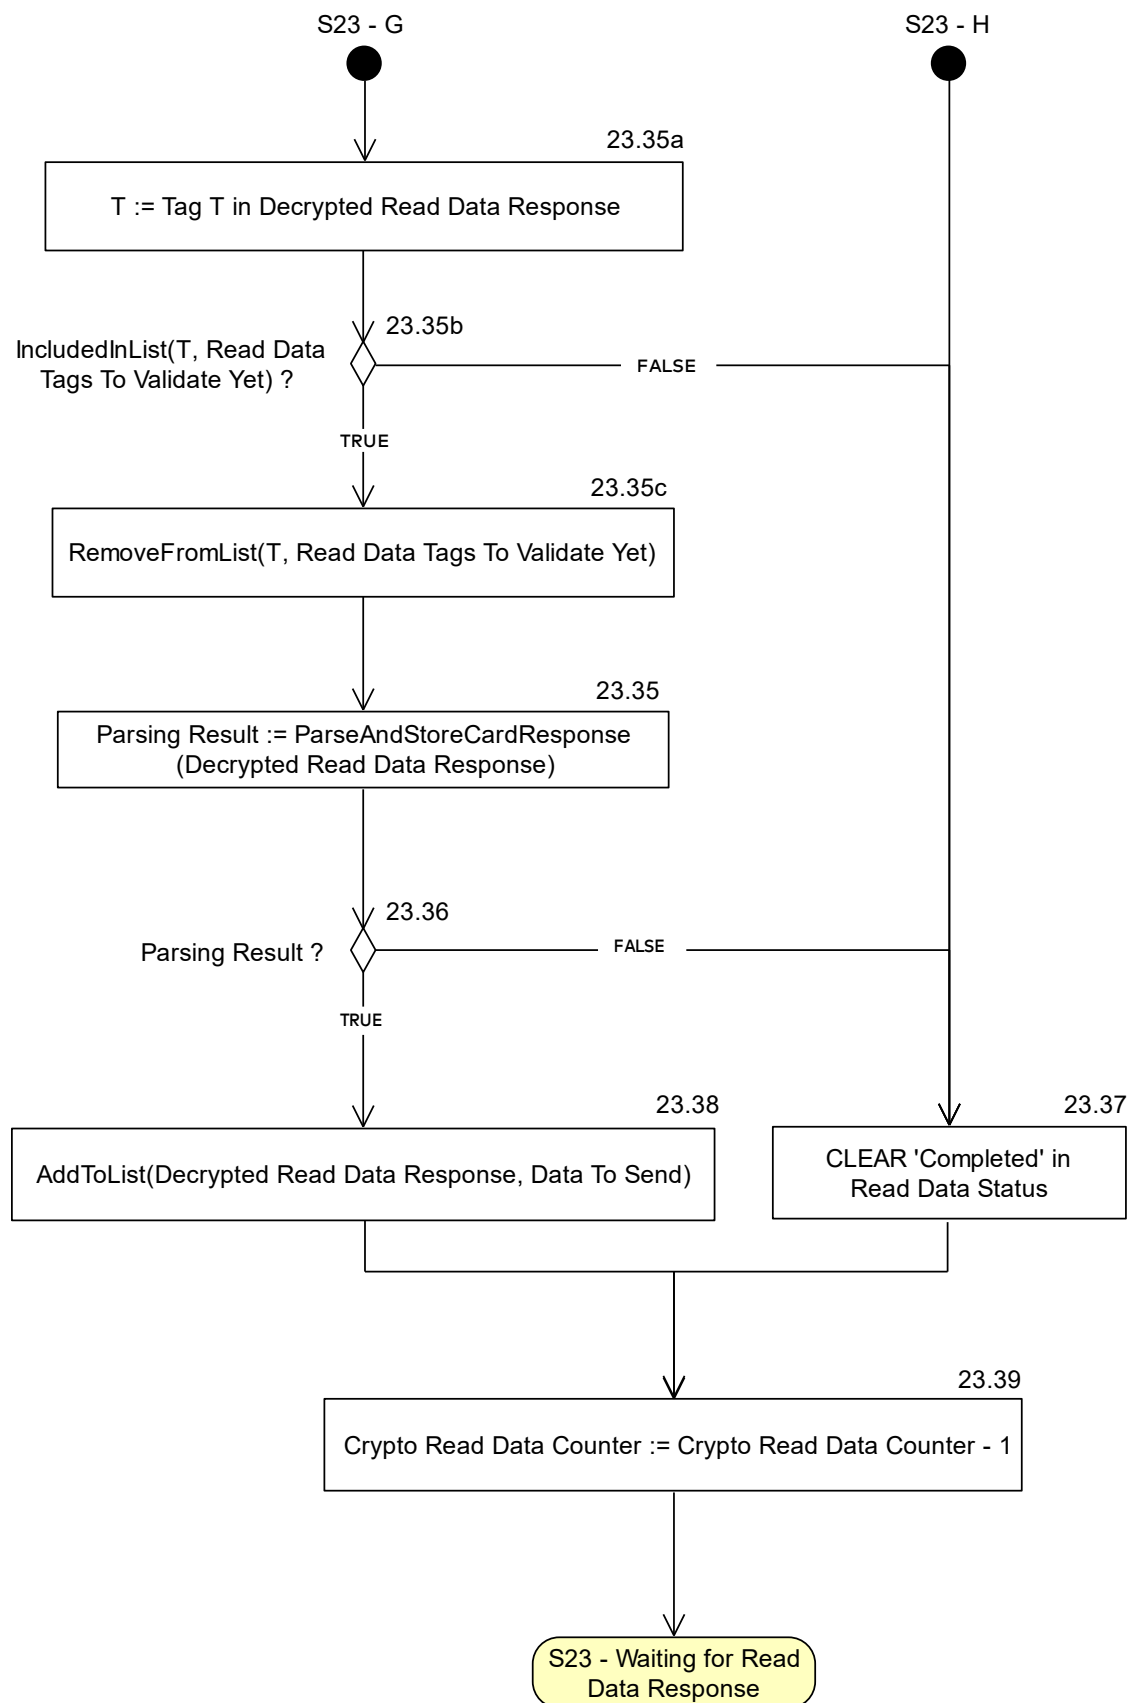 S23 - G
S23 - H
23.35a
T := Tag T in Decrypted Read Data Response
23.35b
IncludedInList(T, Read Data
Tags To Validate Yet) ?
FALSE
TRUE
23.35c
RemoveFromList(T, Read Data Tags To Validate Yet)
23.35
Parsing Result := ParseAndStoreCardResponse
(Decrypted Read Data Response)
23.36
Parsing Result ?
FALSE
TRUE
23.38
23.37
AddToList(Decrypted Read Data Response, Data To Send)
CLEAR 'Completed' in
Read Data Status
23.39
Crypto Read Data Counter := Crypto Read Data Counter - 1
S23 - Waiting for Read
Data Response